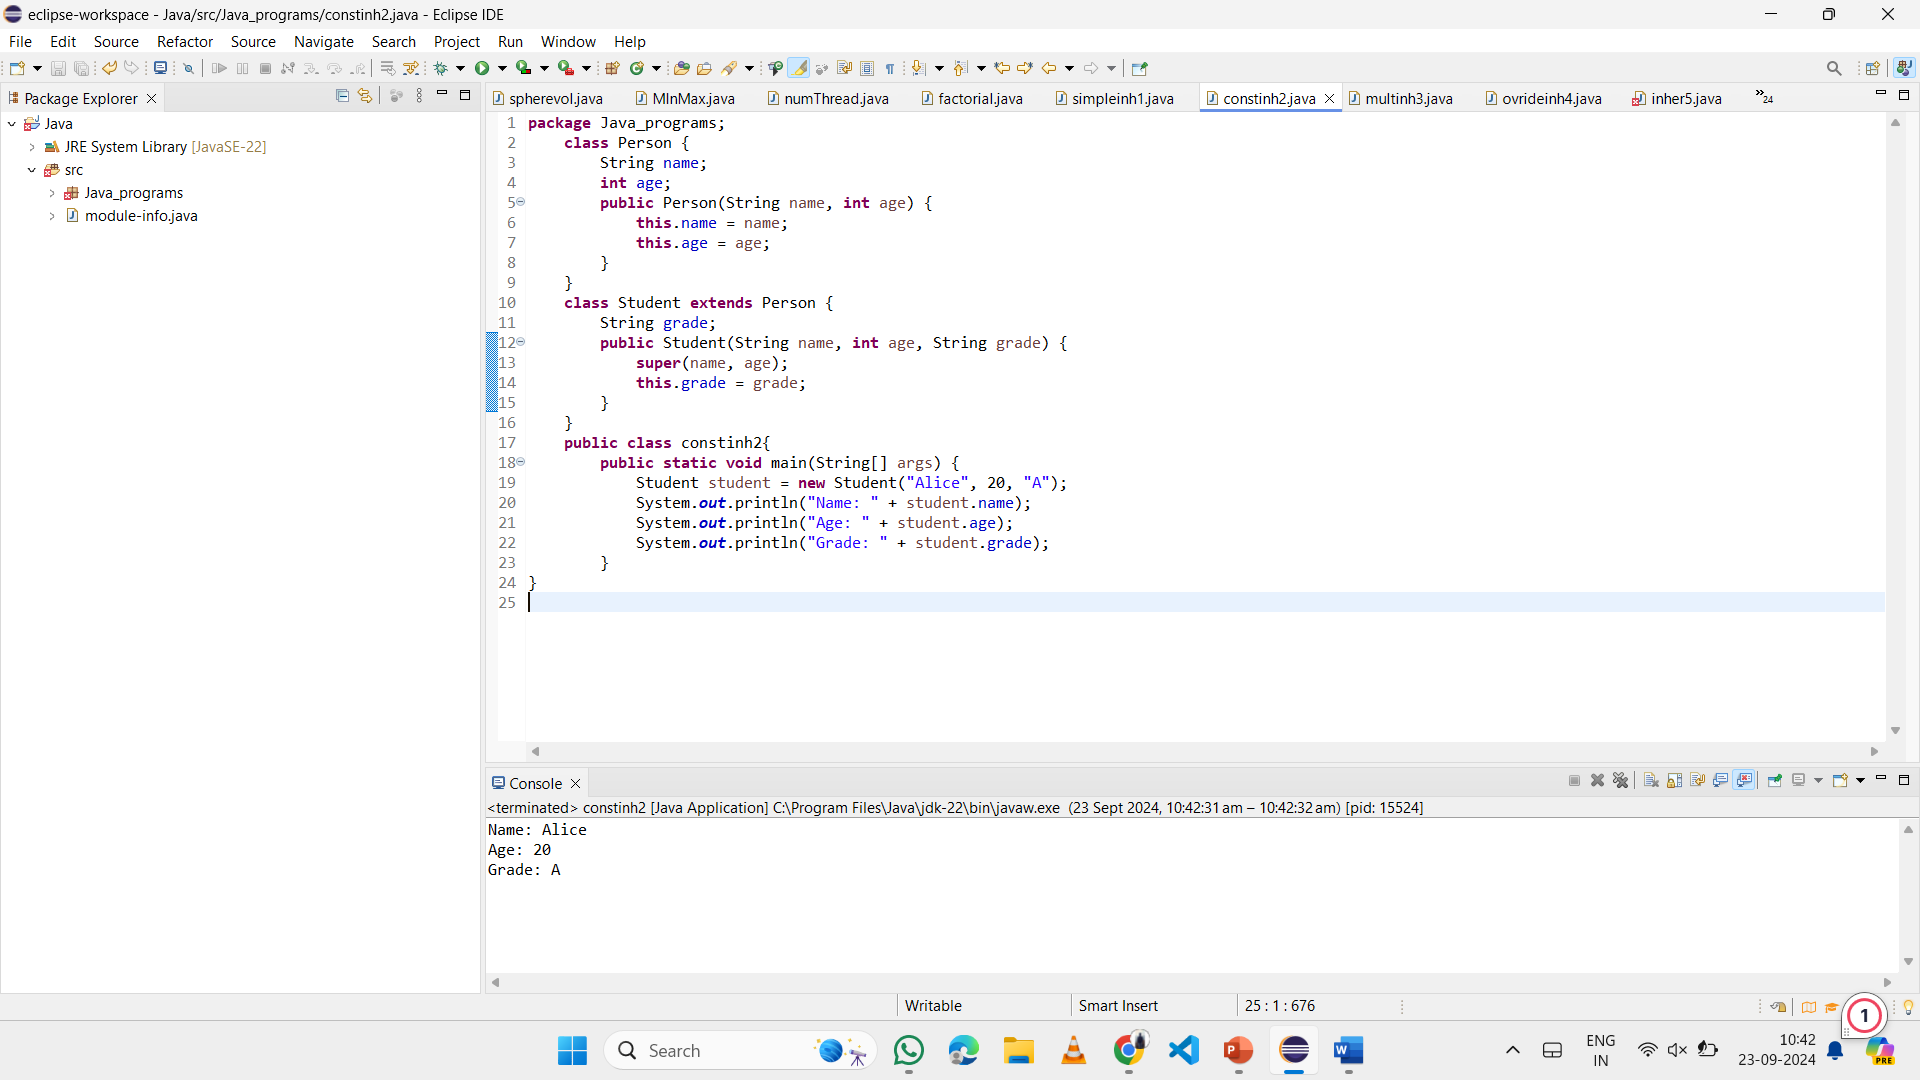 eclipse-workspace - Java/src/Java_programs/constinh2.java - Eclipse IDE
File Edit Source Refactor Source Navigate Search Project Run Window Help
Package Explorer
Java
JRE System Library [JavaSE-22]
src
Java_programs
module-info.java
spherevol.java MInMax.java numThread.java factorial.java simpleinh1.java constinh2.java multinh3.java ovrideinh4.java inher5.java »24
1 package Java_programs;
2 class Person {
3 String name;
4 int age;
5 public Person(String name, int age) {
6 this.name = name;
7 this.age = age;
8 }
9 }
10 class Student extends Person {
11 String grade;
12 public Student(String name, int age, String grade) {
13 super(name, age);
14 this.grade = grade;
15 }
16 }
17 public class constinh2{
18 public static void main(String[] args) {
19 Student student = new Student("Alice", 20, "A");
20 System.out.println("Name: " + student.name);
21 System.out.println("Age: " + student.age);
22 System.out.println("Grade: " + student.grade);
23 }
24 }
25
Console
<terminated> constinh2 [Java Application] C:\Program Files\Java\jdk-22\bin\javaw.exe (23 Sept 2024, 10:42:31 am – 10:42:32 am) [pid: 15524]
Name: Alice
Age: 20
Grade: A
Writable Smart Insert 25 : 1 : 676
1
Search
ENG
IN
10:42
23-09-2024
PRE